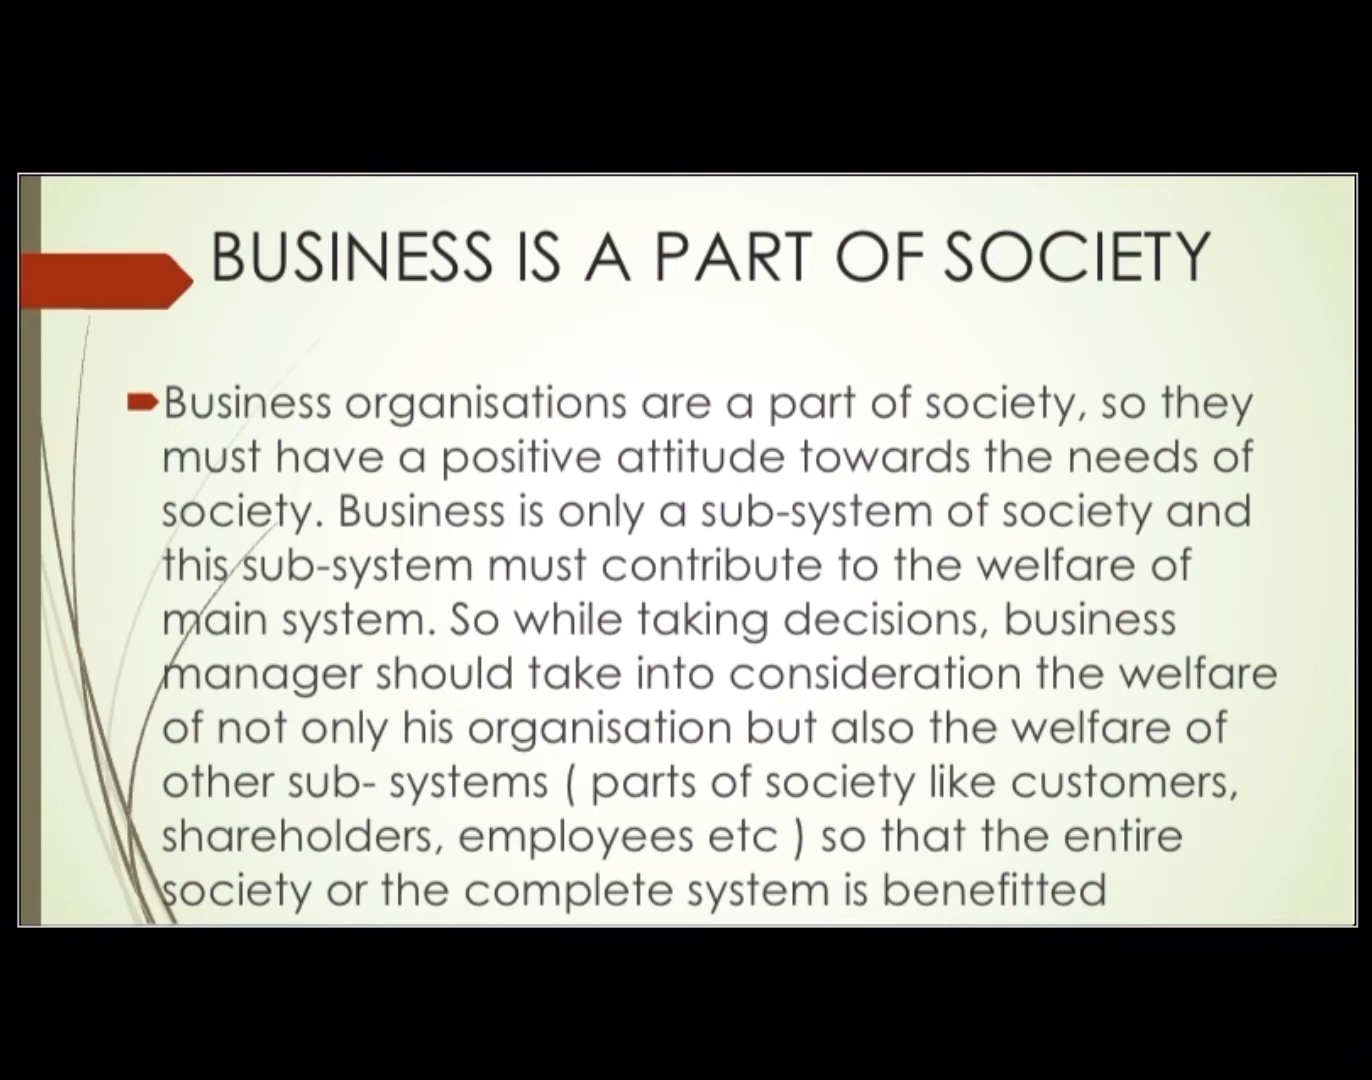 BUSINESS IS A PART OF SOCIETY
Business organisations are a part of society, so they
must have a positive attitude towards the needs of
society. Business is only a sub-system of society and
this sub-system must contribute to the welfare of
main system. So while taking decisions, business
manager should take into consideration the welfare
of not only his organisation but also the welfare of
other sub- systems ( parts of society like customers,
shareholders, employees etc ) so that the entire
society or the complete system is benefitted